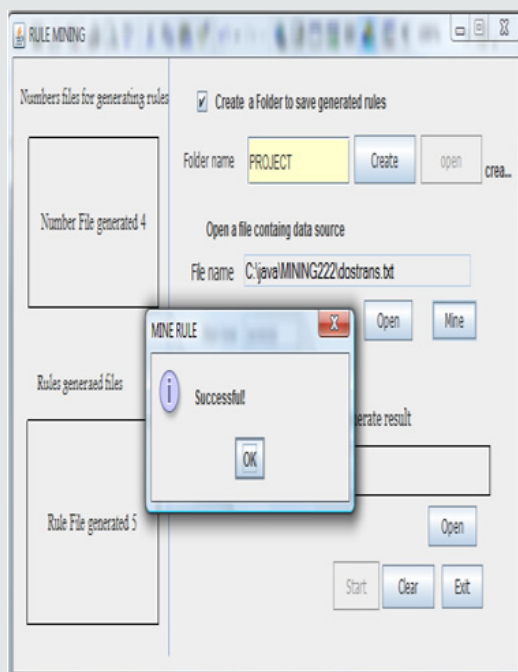 RULE MINING
Numbers files for generating rules
Number File generated 4
Rules generaed files
Rule File generated 5
Create a Folder to save generated rules
Folder name PROJECT Create open crea...
Open a file containg data source
File name C:\java\MINING222\dostrans.txt
Open Mine
MINE RULE
Successful!
OK
erate result
Open
Start Clear Exit